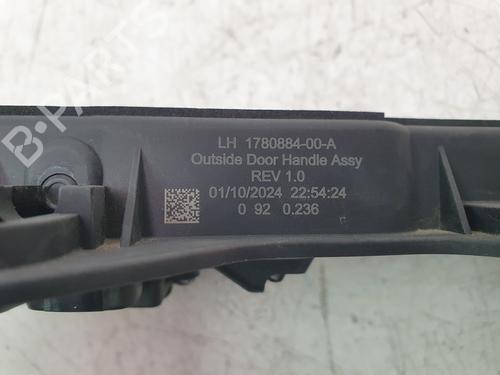 B-PARTS
LH 1780884-00-A
Outside Door Handle Assy
REV 1.0
01/10/2024 22:54:24
0 92 0.236